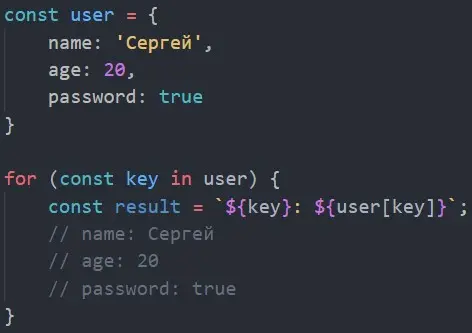 const user = {
    name: 'Сергей',
    age: 20,
    password: true
}
for (const key in user) {
    const result = `${key}: ${user[key]}`;
    // name: Сергей
    // age: 20
    // password: true
}